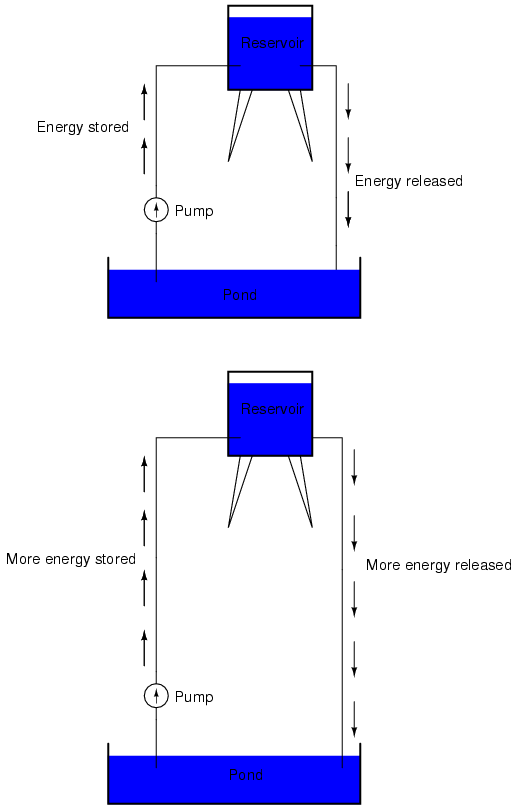 Reservoir
Energy stored
Energy released
Pump
Pond
Reservoir
More energy stored
More energy released
Pump
Pond